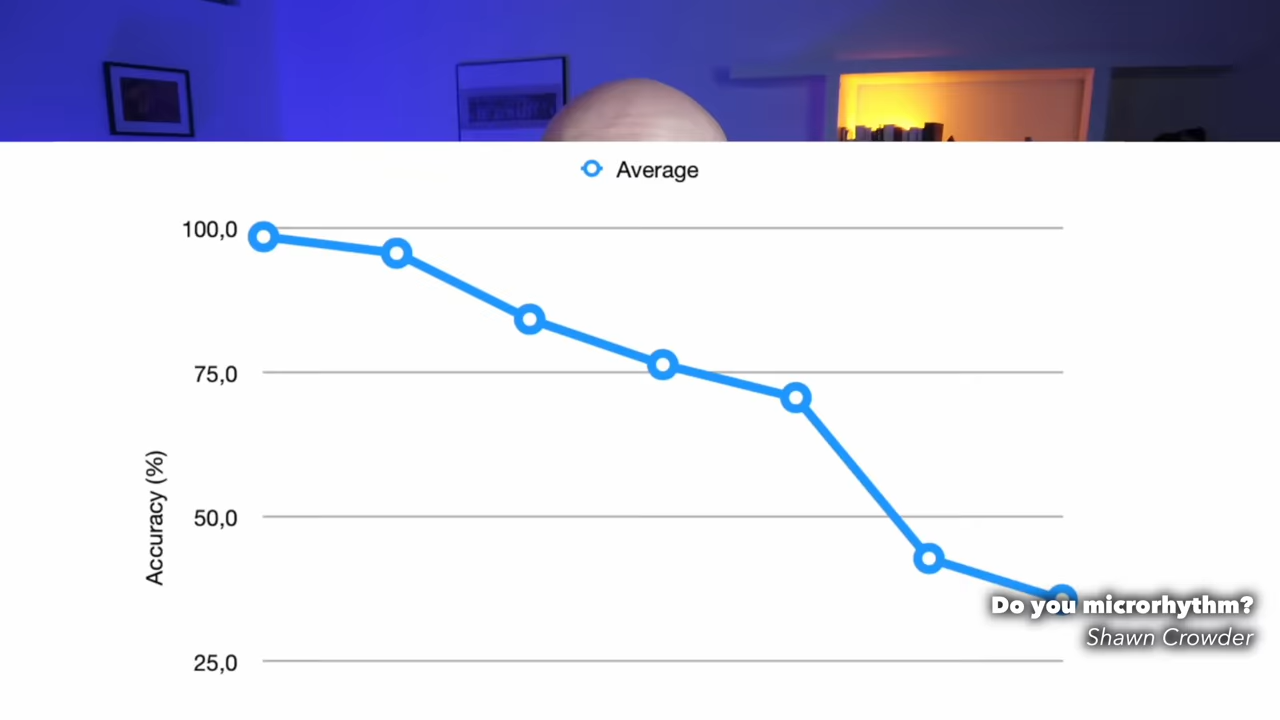 Average
100,0
75,0
Accuracy (%)
50,0
25,0
Do you microrhythm?
Shawn Crowder